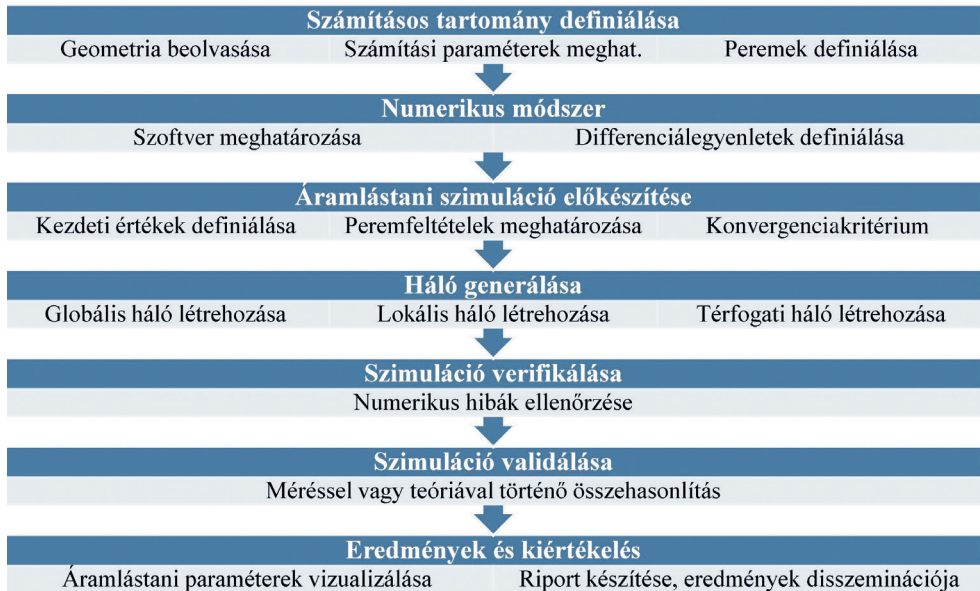 Számításos tartomány definiálása
Geometria beolvasása Számítási paraméterek meghat. Peremek definiálása
Numerikus módszer
Szoftver meghatározása Differenciálegyenletek definiálása
Áramlástani szimuláció előkészítése
Kezdeti értékek definiálása Peremfeltételek meghatározása Konvergenciakritérium
Háló generálása
Globális háló létrehozása Lokális háló létrehozása Térfogati háló létrehozása
Szimuláció verifikálása
Numerikus hibák ellenőrzése
Szimuláció validálása
Méréssel vagy teóriával történő összehasonlítás
Eredmények és kiértékelés
Áramlástani paraméterek vizualizálása Riport készítése, eredmények disszeminációja